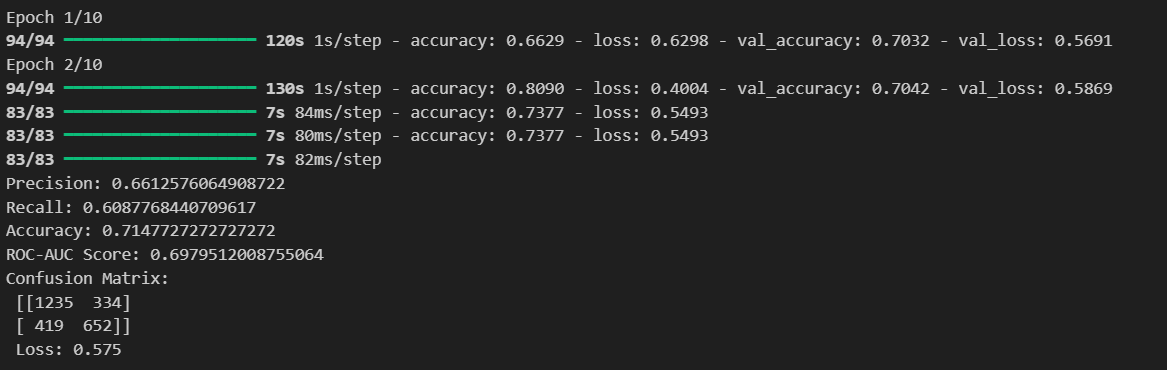 Epoch 1/10
94/94 ━━━━━━━━━━━━━━━━━━━━ 120s 1s/step - accuracy: 0.6629 - loss: 0.6298 - val_accuracy: 0.7032 - val_loss: 0.5691
Epoch 2/10
94/94 ━━━━━━━━━━━━━━━━━━━━ 130s 1s/step - accuracy: 0.8090 - loss: 0.4004 - val_accuracy: 0.7042 - val_loss: 0.5869
83/83 ━━━━━━━━━━━━━━━━━━━━ 7s 84ms/step - accuracy: 0.7377 - loss: 0.5493
83/83 ━━━━━━━━━━━━━━━━━━━━ 7s 80ms/step - accuracy: 0.7377 - loss: 0.5493
83/83 ━━━━━━━━━━━━━━━━━━━━ 7s 82ms/step
Precision: 0.6612576064908722
Recall: 0.6087768440709617
Accuracy: 0.7147727272727272
ROC-AUC Score: 0.6979512008755064
Confusion Matrix:
[[1235 334]
[ 419 652]]
Loss: 0.575